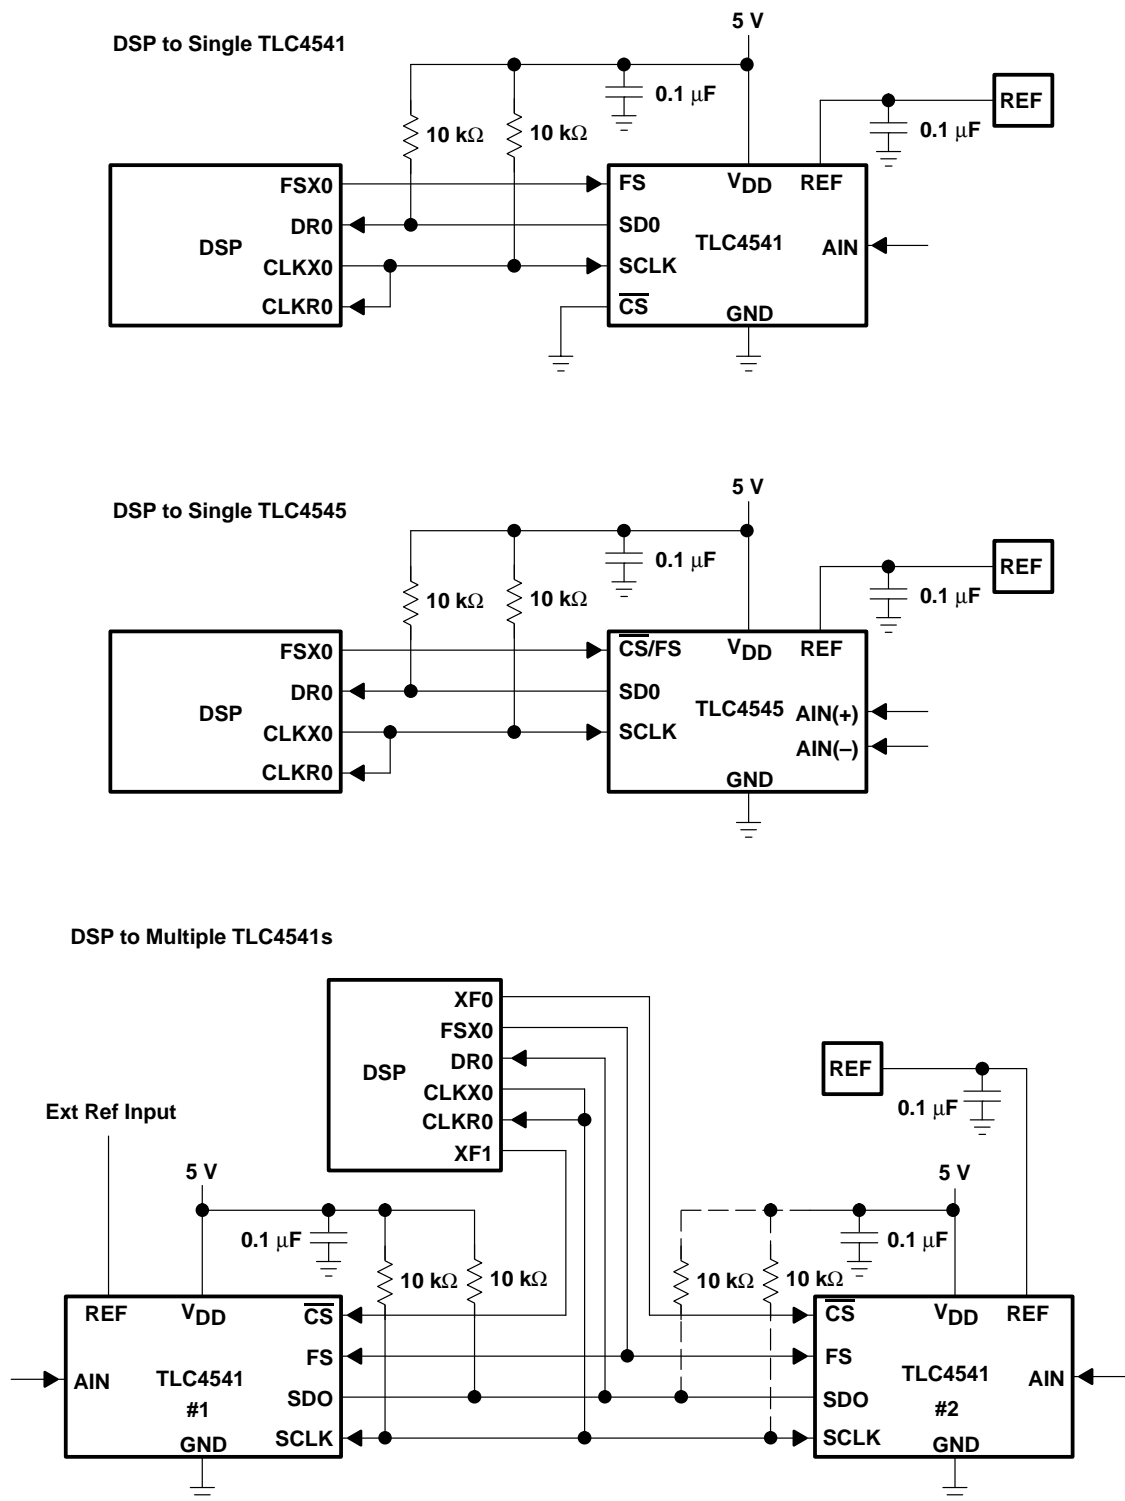 5 V
DSP to Single TLC4541
0.1 μF
REF
10 kΩ
10 kΩ
0.1 μF
FSX0
DR0
DSP
CLKX0
CLKR0
FS
VDD
REF
SD0
TLC4541
AIN
SCLK
CS
GND
5 V
DSP to Single TLC4545
0.1 μF
REF
10 kΩ
10 kΩ
0.1 μF
FSX0
DR0
DSP
CLKX0
CLKR0
CS/FS
VDD
REF
SD0
TLC4545
AIN(+)
SCLK
AIN(–)
GND
DSP to Multiple TLC4541s
XF0
FSX0
DR0
DSP
CLKX0
CLKR0
XF1
REF
0.1 μF
Ext Ref Input
5 V
5 V
0.1 μF
0.1 μF
10 kΩ
10 kΩ
10 kΩ
10 kΩ
REF
VDD
CS
FS
AIN
TLC4541
#1
SDO
SCLK
GND
CS
VDD
REF
FS
TLC4541
AIN
SDO
#2
SCLK
GND